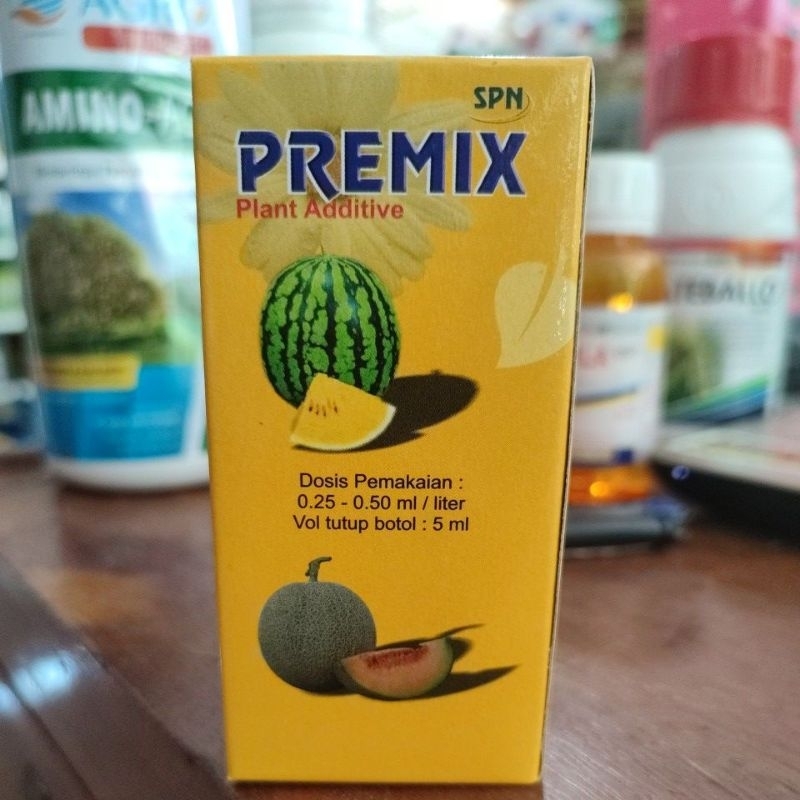 SPN
PREMIX
Plant Additive
Dosis Pemakaian :
0.25 - 0.50 ml / liter
Vol tutup botol : 5 ml
AMINO-